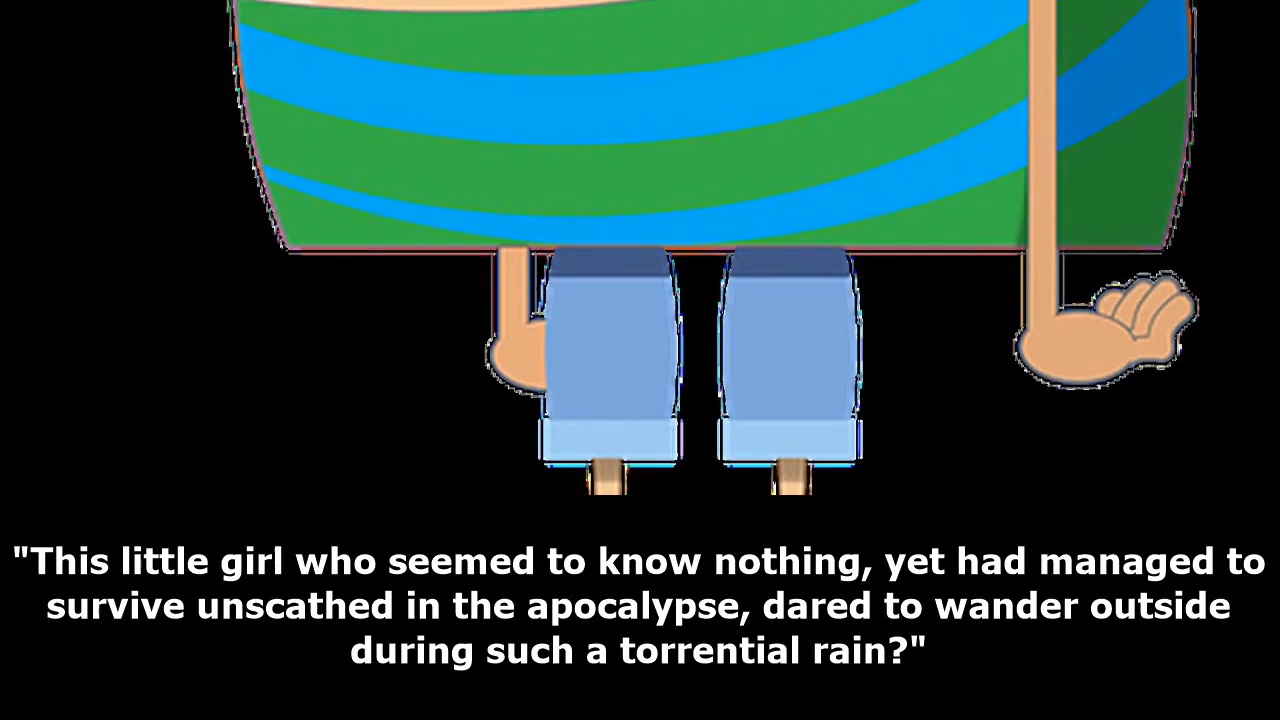 "This little girl who seemed to know nothing, yet had managed to
survive unscathed in the apocalypse, dared to wander outside
during such a torrential rain?"